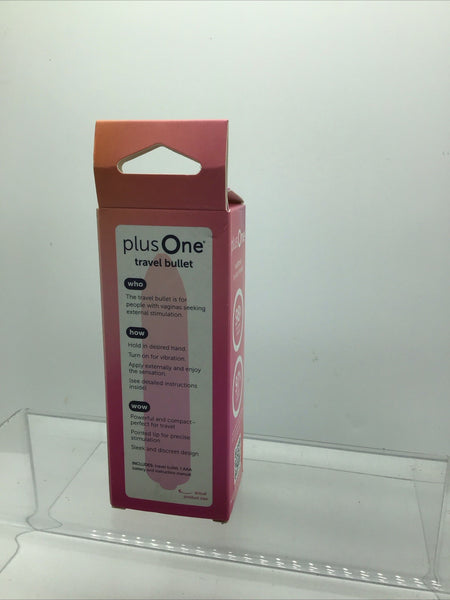 plusOne®
travel bullet
who
The travel bullet is for
people with vaginas seeking
external stimulation.
how
Hold in desired hand.
Turn on for vibration.
Apply externally and enjoy
the sensation.
(see detailed instructions
inside)
wow
Powerful and compact–
perfect for travel
Pointed tip for precise
stimulation
Sleek and discreet design
INCLUDES: travel bullet, 1 AAA
battery and instruction manual
actual
product size
plusOne